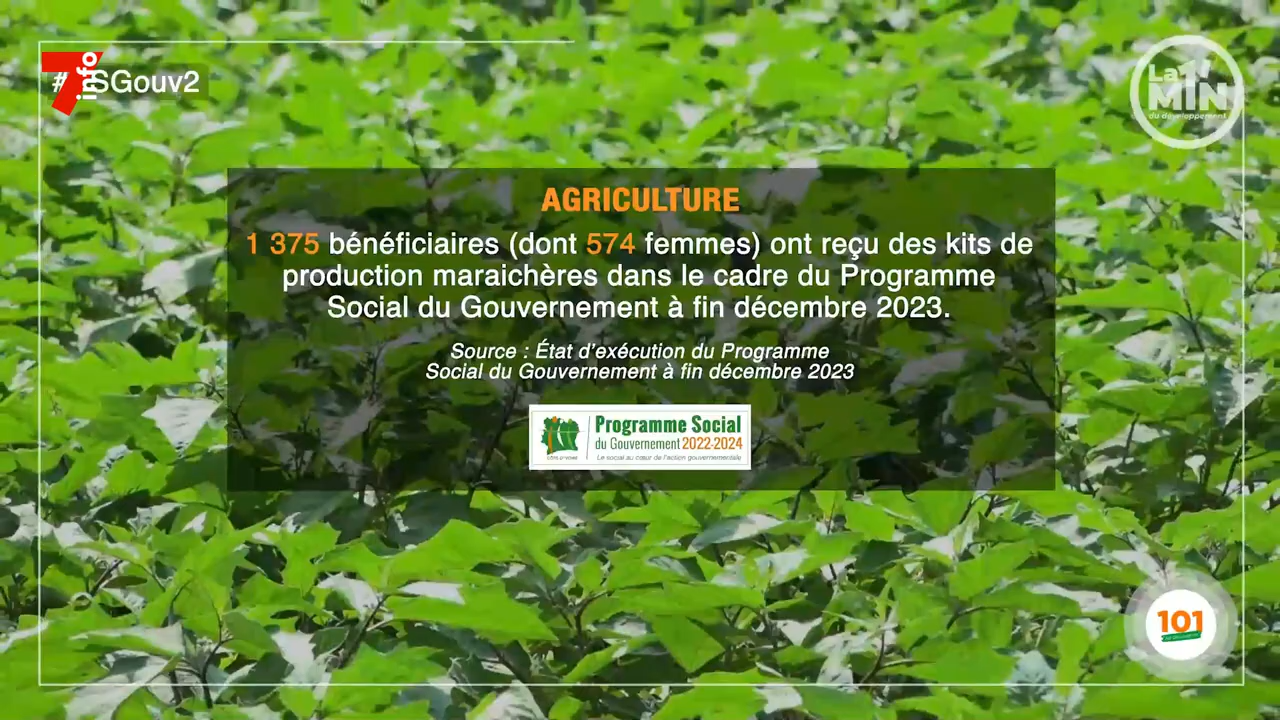 #PSGouv2
7 info
La 1'
MIN
du développement
AGRICULTURE
1 375 bénéficiaires (dont 574 femmes) ont reçu des kits de
production maraichères dans le cadre du Programme
Social du Gouvernement à fin décembre 2023.
Source : État d'exécution du Programme
Social du Gouvernement à fin décembre 2023
Programme Social
du Gouvernement 2022-2024
Le social au cœur de l'action gouvernementale
101